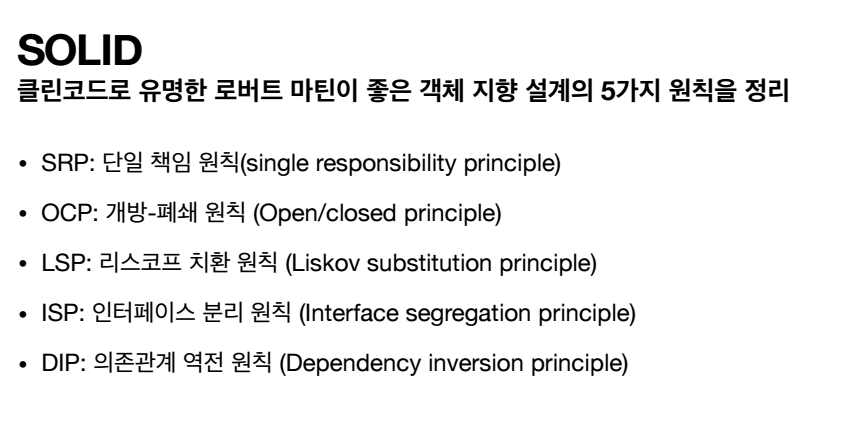 SOLID
클린코드로 유명한 로버트 마틴이 좋은 객체 지향 설계의 5가지 원칙을 정리
• SRP: 단일 책임 원칙(single responsibility principle)
• OCP: 개방-폐쇄 원칙 (Open/closed principle)
• LSP: 리스코프 치환 원칙 (Liskov substitution principle)
• ISP: 인터페이스 분리 원칙 (Interface segregation principle)
• DIP: 의존관계 역전 원칙 (Dependency inversion principle)